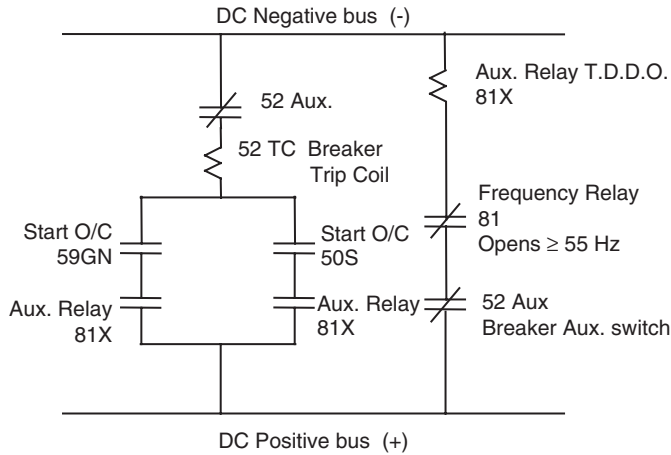 DC Negative bus (-)
52 Aux.
Aux. Relay T.D.D.O.
81X
52 TC Breaker
Trip Coil
Frequency Relay
81
Opens ≥ 55 Hz
Start O/C
59GN
Start O/C
50S
Aux. Relay
81X
Aux. Relay
81X
52 Aux
Breaker Aux. switch
DC Positive bus (+)